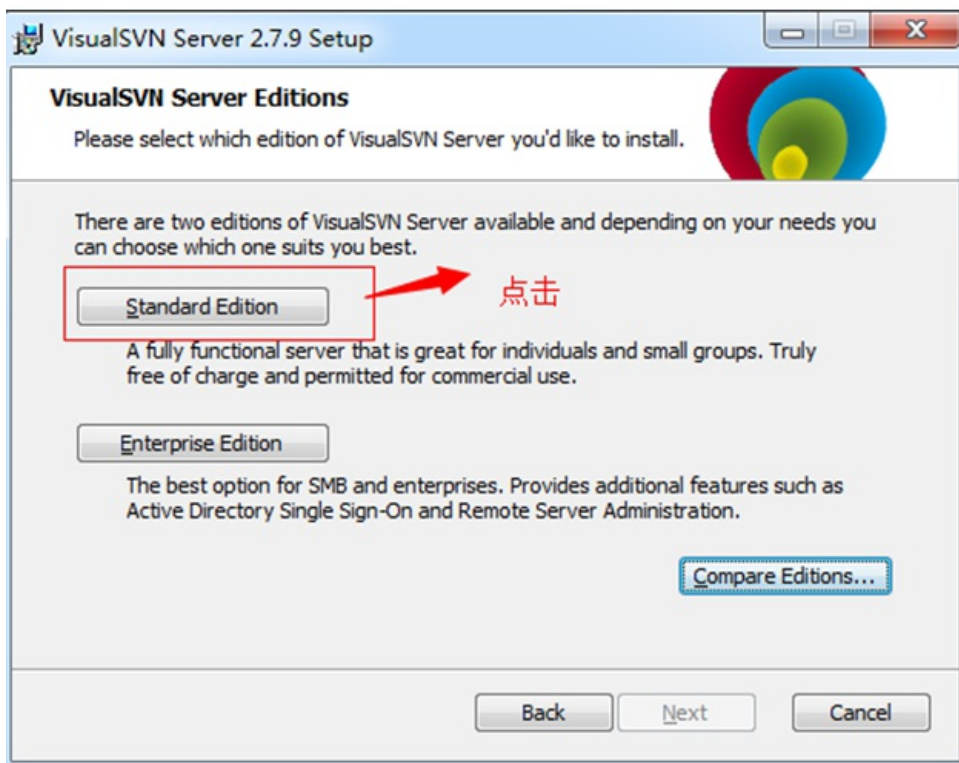 VisualSVN Server 2.7.9 Setup
VisualSVN Server Editions
Please select which edition of VisualSVN Server you'd like to install.
There are two editions of VisualSVN Server available and depending on your needs you
can choose which one suits you best.
Standard Edition
点击
A fully functional server that is great for individuals and small groups. Truly
free of charge and permitted for commercial use.
Enterprise Edition
The best option for SMB and enterprises. Provides additional features such as
Active Directory Single Sign-On and Remote Server Administration.
Compare Editions...
Back
Next
Cancel